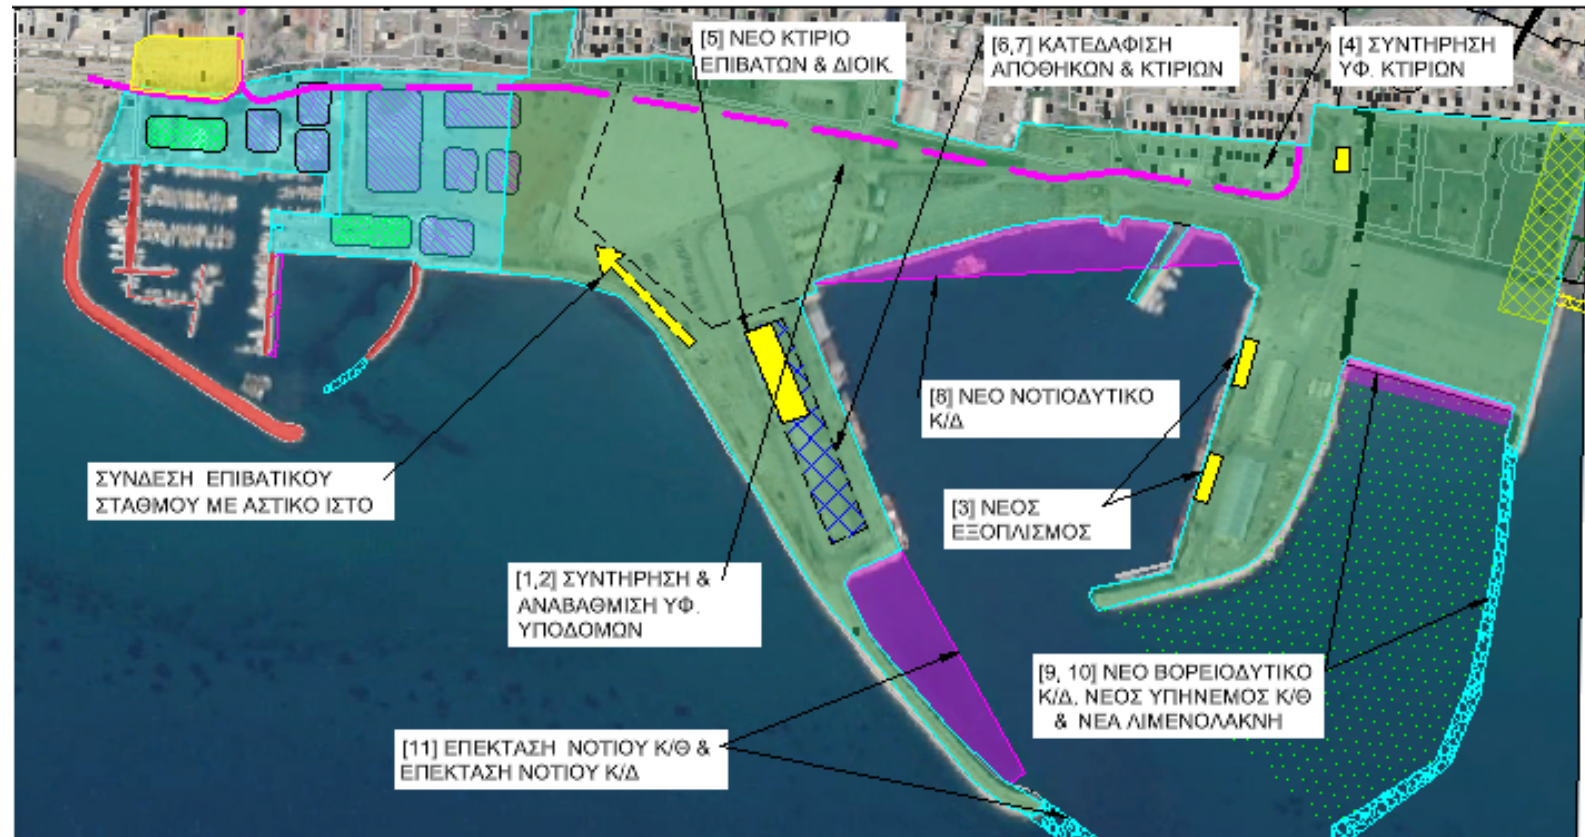 [5] ΝΕΟ ΚΤΙΡΙΟ
ΕΠΙΒΑΤΩΝ & ΔΙΟΙΚ.
[6,7] ΚΑΤΕΔΑΦΙΣΗ
ΑΠΟΘΗΚΩΝ & ΚΤΙΡΙΩΝ
[4] ΣΥΝΤΗΡΗΣΗ
ΥΦ. ΚΤΙΡΙΩΝ
[8] ΝΕΟ ΝΟΤΙΟΔΥΤΙΚΟ
Κ/Δ
ΣΥΝΔΕΣΗ ΕΠΙΒΑΤΙΚΟΥ
ΣΤΑΘΜΟΥ ΜΕ ΑΣΤΙΚΟ ΙΣΤΟ
[3] ΝΕΟΣ
ΕΞΟΠΛΙΣΜΟΣ
[1,2] ΣΥΝΤΗΡΗΣΗ &
ΑΝΑΒΑΘΜΙΣΗ ΥΦ.
ΥΠΟΔΟΜΩΝ
[9, 10] ΝΕΟ ΒΟΡΕΙΟΔΥΤΙΚΟ
Κ/Δ, ΝΕΟΣ ΥΠΗΝΕΜΟΣ Κ/Θ
& ΝΕΑ ΛΙΜΕΝΟΛΑΚΝΗ
[11] ΕΠΕΚΤΑΣΗ ΝΟΤΙΟΥ Κ/Θ &
ΕΠΕΚΤΑΣΗ ΝΟΤΙΟΥ Κ/Δ